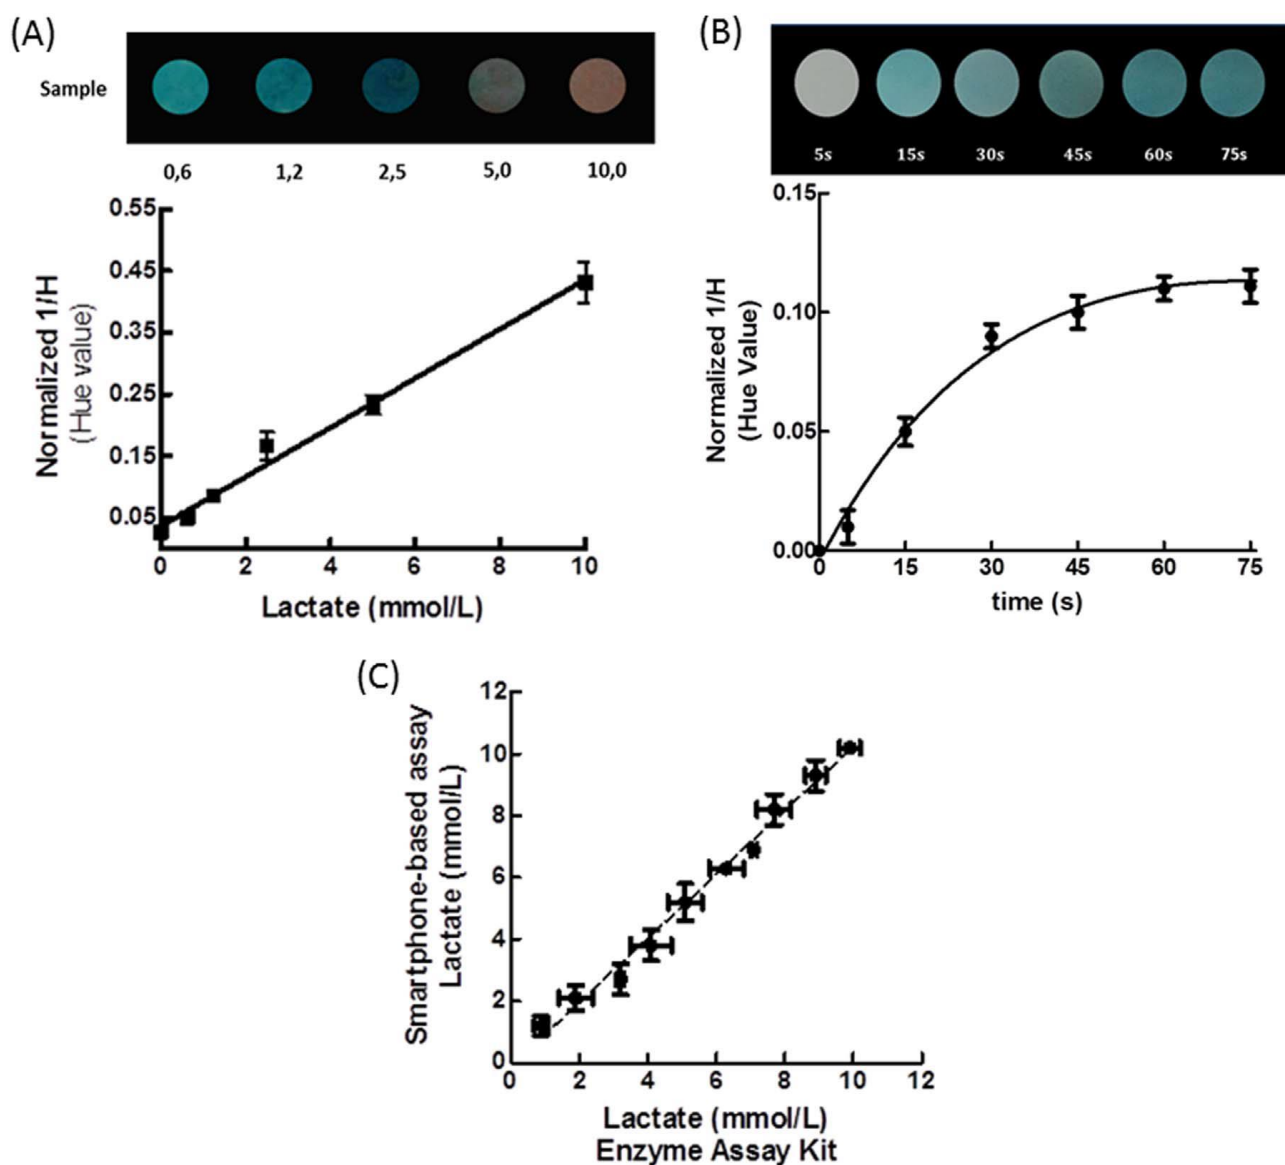 (A)
Sample
0,6 1,2 2,5 5,0 10,0
0.55
0.45
0.35
0.25
0.15
0.05
Normalized 1/H
(Hue value)
0 2 4 6 8 10
Lactate (mmol/L)
(B)
5s 15s 30s 45s 60s 75s
0.15
0.10
0.05
0.00
Normalized 1/H
(Hue Value)
0 15 30 45 60 75
time (s)
(C)
12
10
8
6
4
2
0
Smartphone-based assay
Lactate (mmol/L)
0 2 4 6 8 10 12
Lactate (mmol/L)
Enzyme Assay Kit